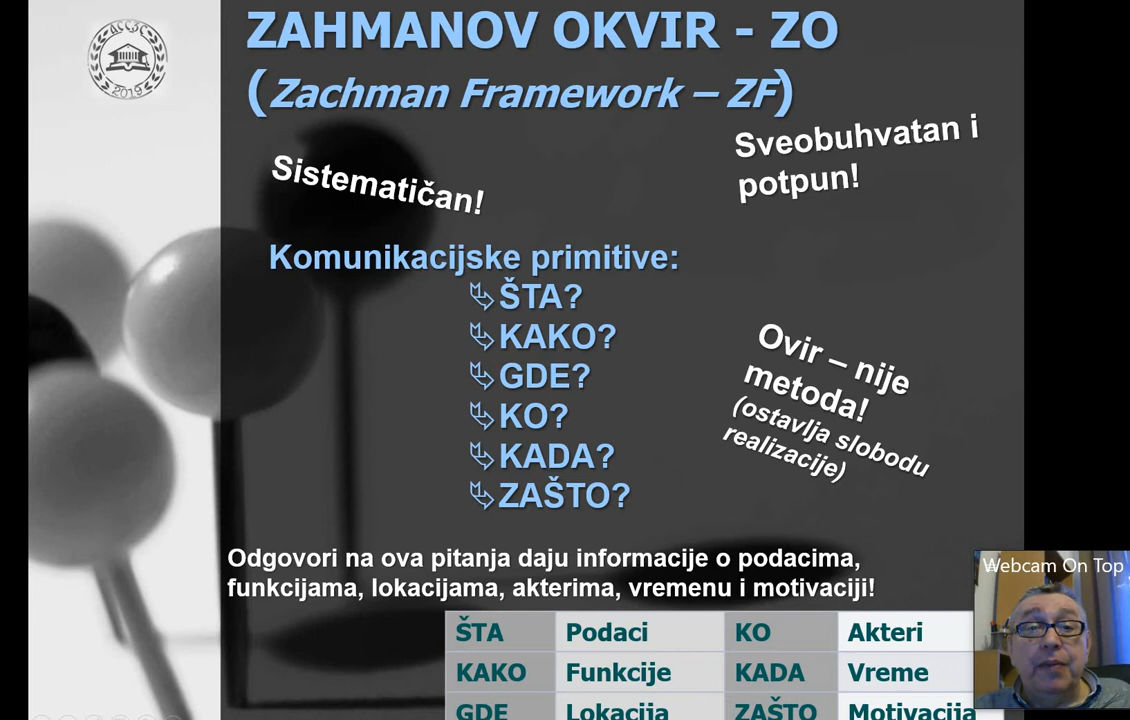 ACCSC
2019
ZAHMANOV OKVIR - ZO
(Zachman Framework – ZF)
Sveobuhvatan i
potpun!
Sistematičan!
Komunikacijske primitive:
ŠTA?
KAKO?
GDE?
KO?
KADA?
ZAŠTO?
Ovir – nije
metoda!
(ostavlja slobodu
realizacije)
Odgovori na ova pitanja daju informacije o podacima,
funkcijama, lokacijama, akterima, vremenu i motivaciji!
Webcam On Top
ŠTA Podaci KO Akteri
KAKO Funkcije KADA Vreme
GDE Lokacija ZAŠTO Motivacija